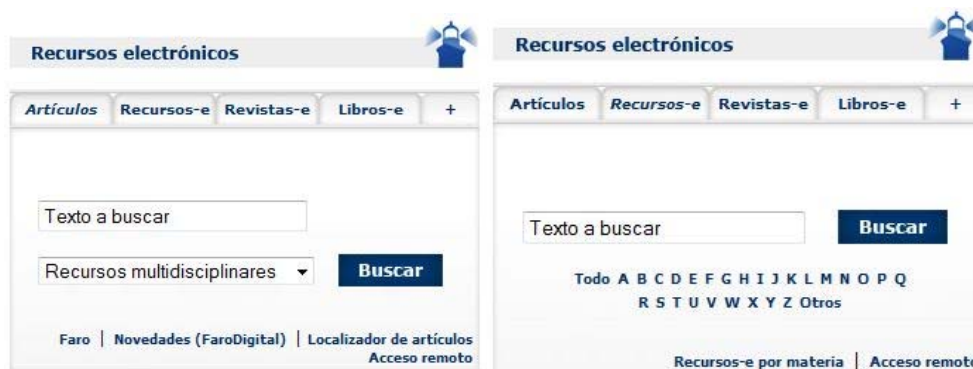 Recursos electrónicos
Artículos Recursos-e Revistas-e Libros-e +
Texto a buscar
Recursos multidisciplinares Buscar
Faro | Novedades (FaroDigital) | Localizador de artículos
Acceso remoto
Recursos electrónicos
Artículos Recursos-e Revistas-e Libros-e +
Texto a buscar Buscar
Todo A B C D E F G H I J K L M N O P Q
R S T U V W X Y Z Otros
Recursos-e por materia | Acceso remoto